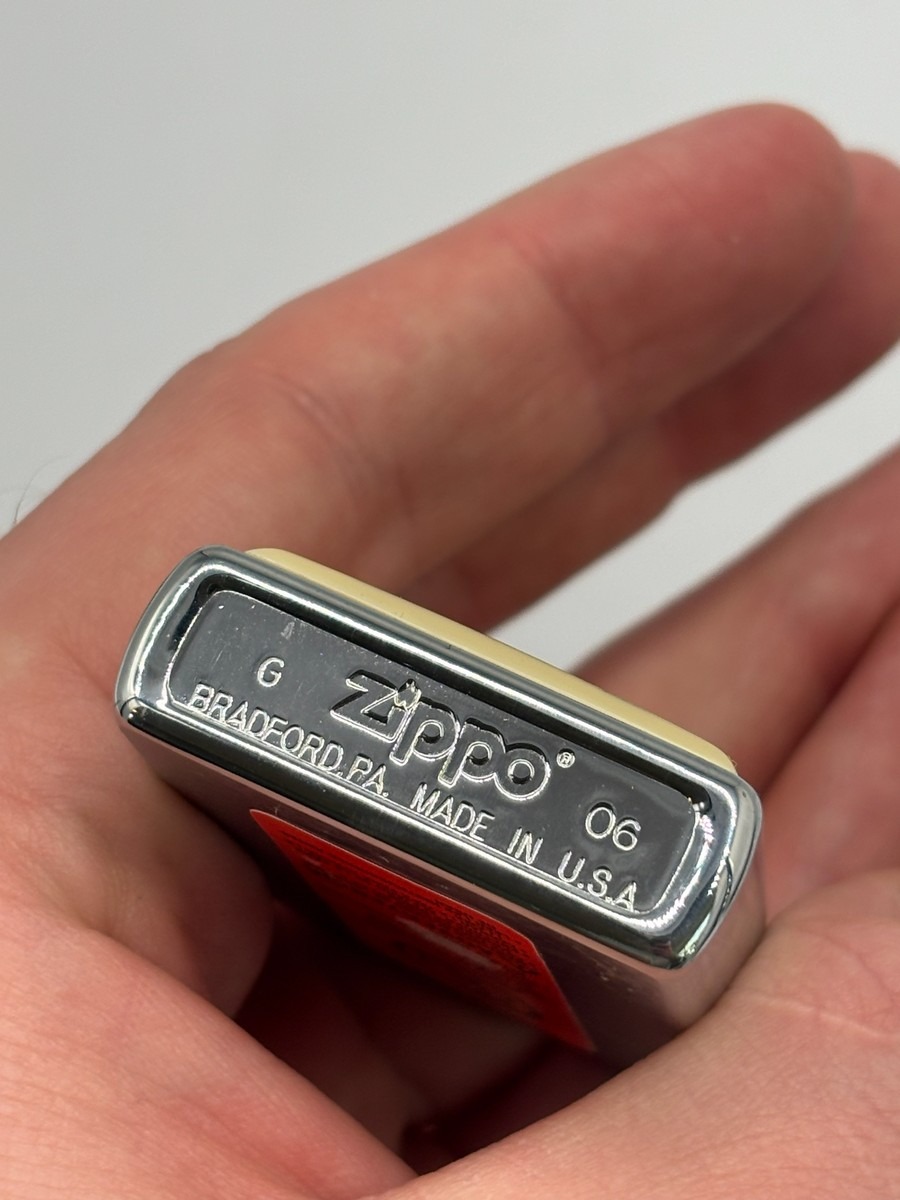 G Zippo® 06
BRADFORD, PA. MADE IN U.S.A